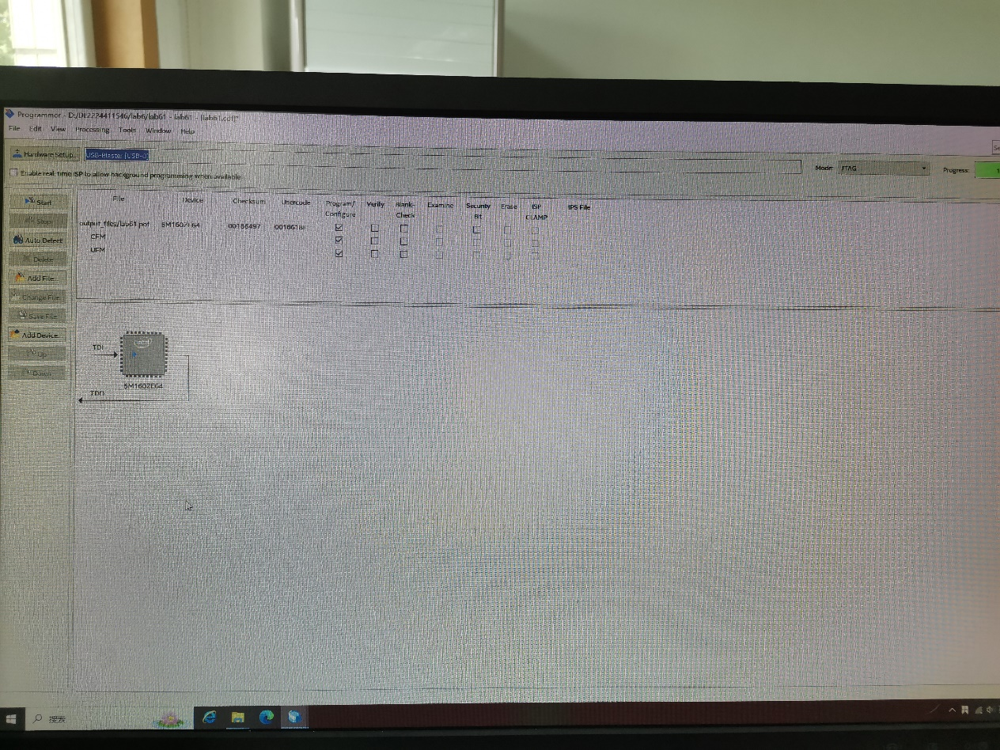 Programmer - D:/DE2224411546/lab6/lab61 - lab61 - [lab61.cdf]*
File Edit View Processing Tools Window Help
Hardware Setup... USB-Blaster [USB-0]
Mode: JTAG Progress:
Enable real-time ISP to allow background programming when available
Start
Stop
Auto Detect
Delete
Add File...
Change File...
Save File
Add Device...
Up
Down
File Device Checksum Usercode Program/ Configure Verify Blank- Check Examine Security Bit Erase ISP CLAMP IPS File
output_files/lab61.pof 5M160ZE64 00186497
CFM
UFM
TDI
intel
5M160ZE64
TDO
搜索